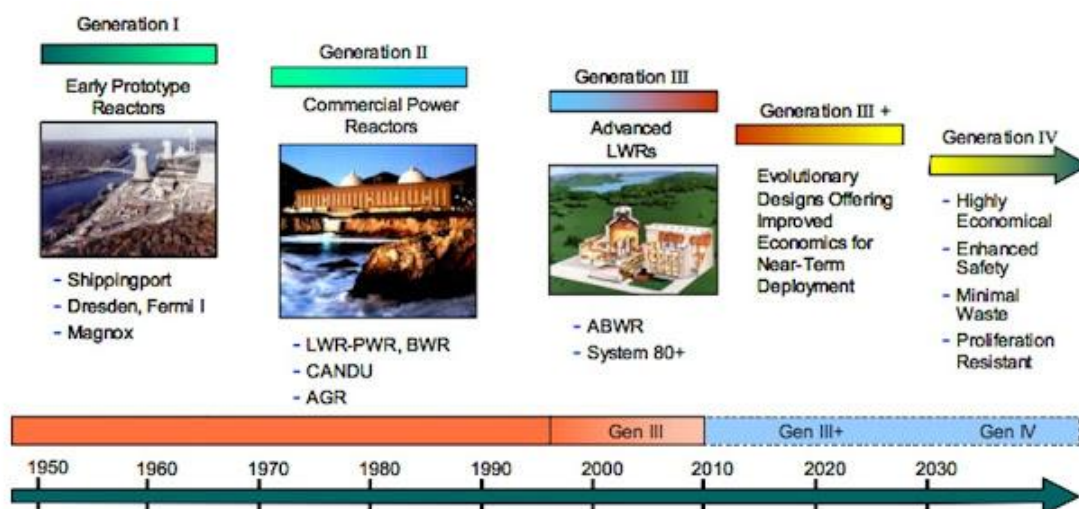 Generation I
Early Prototype
Reactors
- Shippingport
- Dresden, Fermi I
- Magnox
Generation II
Commercial Power
Reactors
- LWR-PWR, BWR
- CANDU
- AGR
Generation III
Advanced
LWRs
- ABWR
- System 80+
Generation III +
Evolutionary
Designs Offering
Improved
Economics for
Near-Term
Deployment
Generation IV
- Highly
Economical
- Enhanced
Safety
- Minimal
Waste
- Proliferation
Resistant
Gen III Gen III+ Gen IV
1950 1960 1970 1980 1990 2000 2010 2020 2030